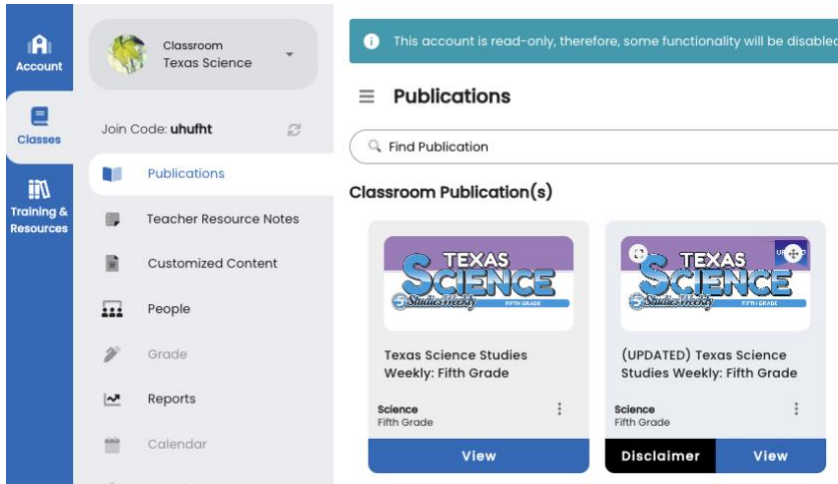 Account
Classes
Training &
Resources
Classroom
Texas Science
Join Code: uhufht
Publications
Teacher Resource Notes
Customized Content
People
Grade
Reports
Calendar
This account is read-only, therefore, some functionality will be disabled
Publications
Find Publication
Classroom Publication(s)
TEXAS
SCIENCE
5 Studies Weekly
FIFTH GRADE
Texas Science Studies
Weekly: Fifth Grade
Science
Fifth Grade
View
TEXAS
SCIENCE
5 Studies Weekly
FIFTH GRADE
(UPDATED) Texas Science
Studies Weekly: Fifth Grade
Science
Fifth Grade
Disclaimer
View